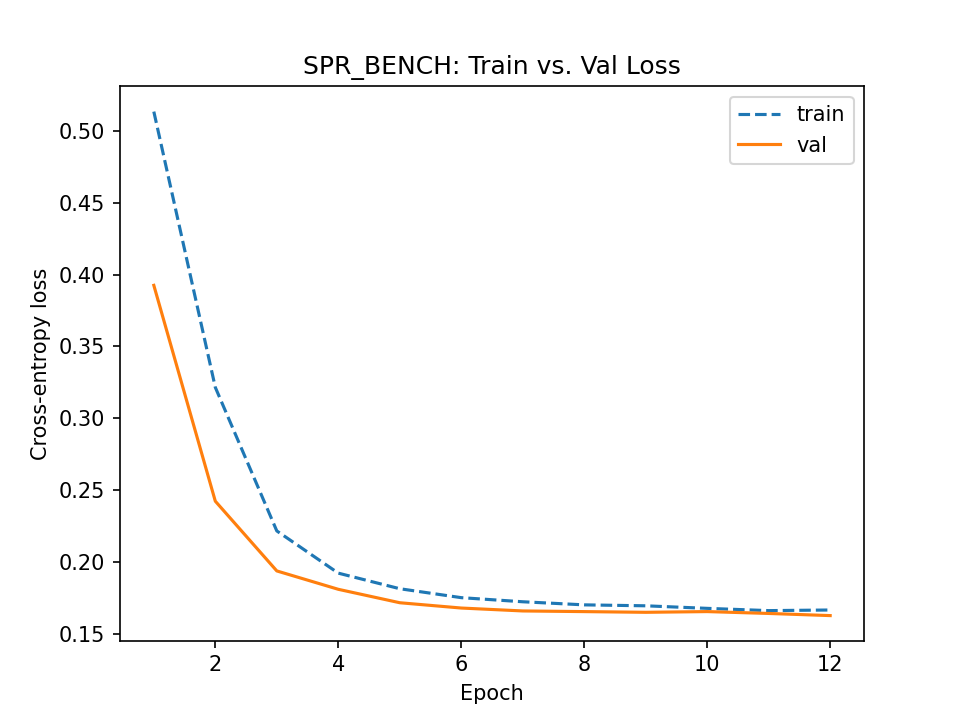 SPR_BENCH: Train vs. Val Loss
train
val
0.50
0.45
0.40
0.35
0.30
0.25
0.20
0.15
Cross-entropy loss
2
4
6
8
10
12
Epoch